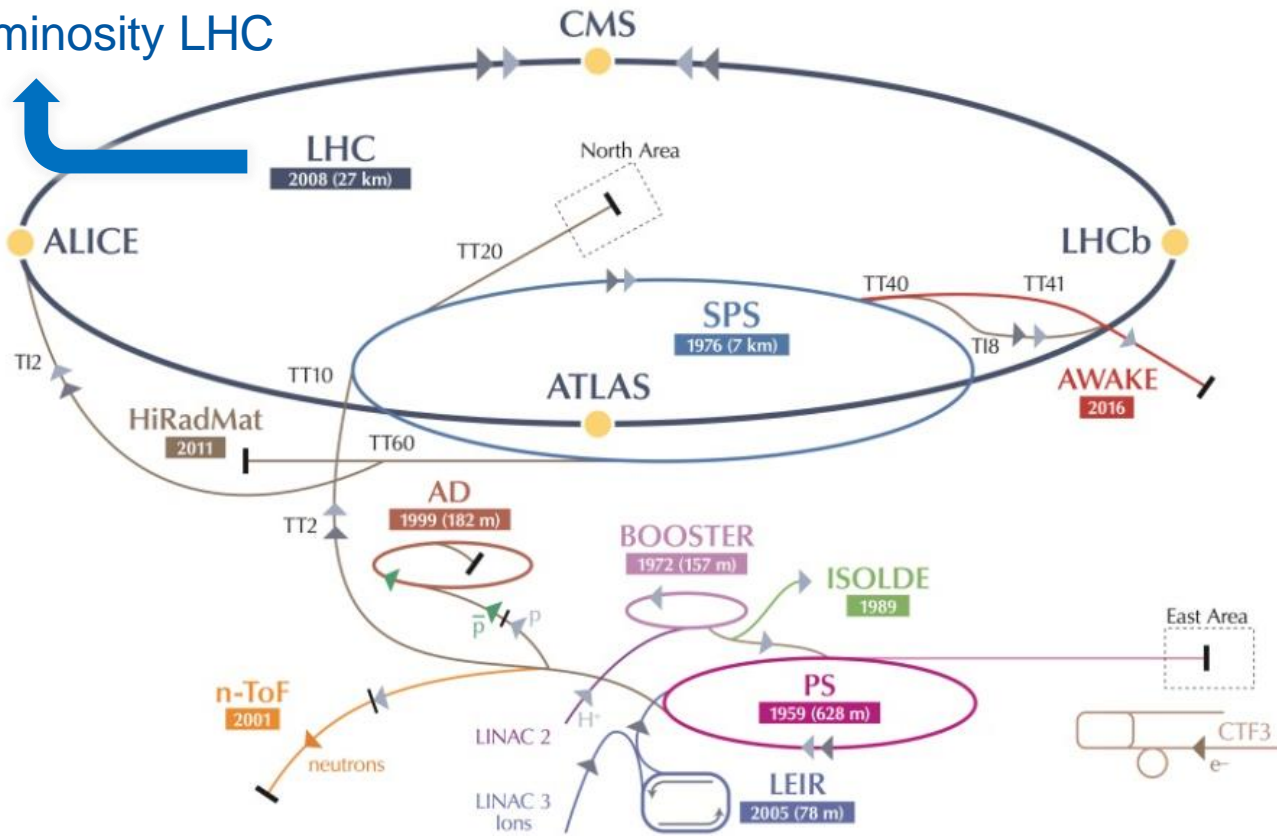 minosity LHC
CMS
LHC
2008 (27 km)
North Area
ALICE
TT20
LHCb
TT40
TT41
SPS
1976 (7 km)
TI8
TI2
TT10
ATLAS
AWAKE
2016
HiRadMat
2011
TT60
AD
1999 (182 m)
TT2
BOOSTER
1972 (157 m)
ISOLDE
1989
p̅
p
East Area
n-ToF
2001
PS
1959 (628 m)
H⁺
LINAC 2
neutrons
CTF3
e⁻
LEIR
2005 (78 m)
LINAC 3
Ions